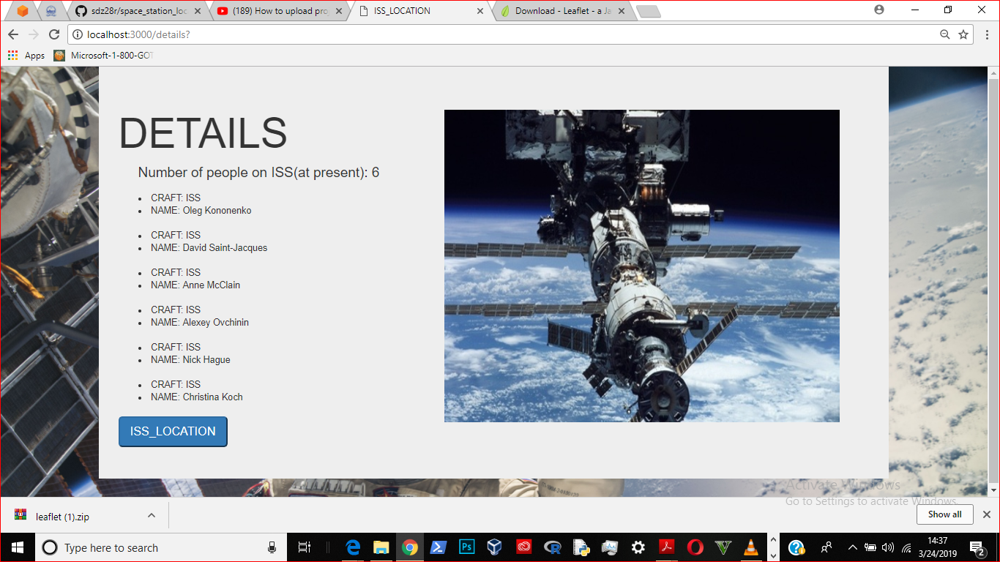 sdz28r/space_station_loc
(189) How to upload proj
ISS_LOCATION
Download - Leaflet - a Ja
localhost:3000/details?
Apps
Microsoft-1-800-GOT
DETAILS
Number of people on ISS(at present): 6
CRAFT: ISS
NAME: Oleg Kononenko
CRAFT: ISS
NAME: David Saint-Jacques
CRAFT: ISS
NAME: Anne McClain
CRAFT: ISS
NAME: Alexey Ovchinin
CRAFT: ISS
NAME: Nick Hague
CRAFT: ISS
NAME: Christina Koch
ISS_LOCATION
Activate Windows
Go to Settings to activate Windows.
leaflet (1).zip
Show all
Type here to search
Ps
14:37
3/24/2019
2